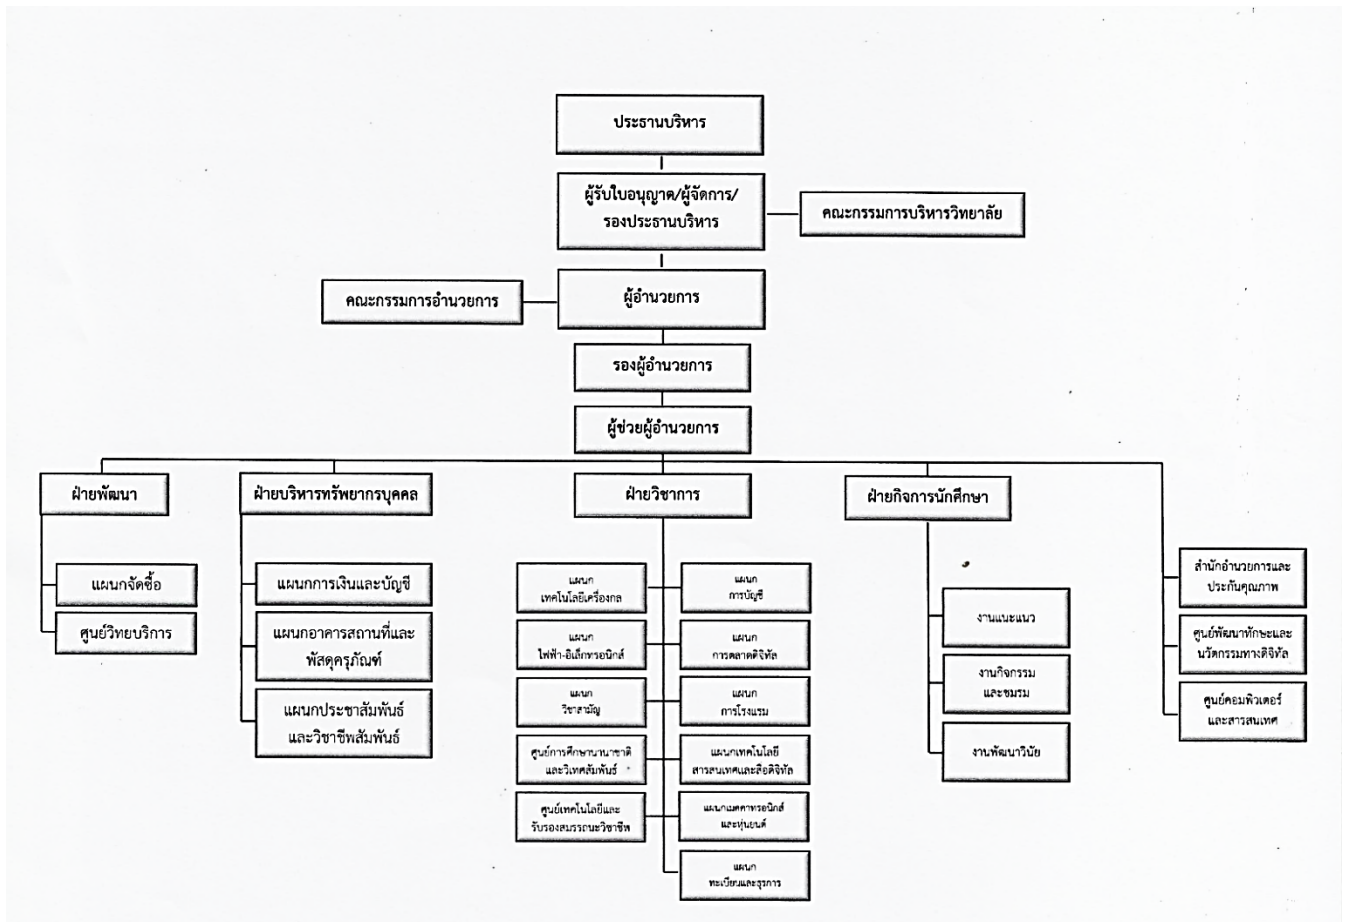 ประธานบริหาร
ผู้รับใบอนุญาต/ผู้จัดการ/
รองประธานบริหาร
คณะกรรมการบริหารวิทยาลัย
คณะกรรมการอำนวยการ
ผู้อำนวยการ
รองผู้อำนวยการ
ผู้ช่วยผู้อำนวยการ
ฝ่ายพัฒนา
แผนกจัดซื้อ
ศูนย์วิทยบริการ
ฝ่ายบริหารทรัพยากรบุคคล
แผนกการเงินและบัญชี
แผนกอาคารสถานที่และ
พัสดุครุภัณฑ์
แผนกประชาสัมพันธ์
และวิชาชีพสัมพันธ์
ฝ่ายวิชาการ
แผนก
เทคโนโลยีเครื่องกล
แผนก
การบัญชี
แผนก
ไฟฟ้า-อิเล็กทรอนิกส์
แผนก
การตลาดดิจิทัล
แผนก
วิชาสามัญ
แผนก
การโรงแรม
ศูนย์การศึกษานานาชาติ
และวิเทศสัมพันธ์
แผนกเทคโนโลยี
สารสนเทศและสื่อดิจิทัล
ศูนย์เทคโนโลยีและ
รับรองสมรรถนะวิชาชีพ
แผนกเมคคาทรอนิกส์
และหุ่นยนต์
แผนก
ทะเบียนและธุรการ
ฝ่ายกิจการนักศึกษา
งานแนะแนว
งานกิจกรรม
และชมรม
งานพัฒนาวินัย
สำนักอำนวยการและ
ประกันคุณภาพ
ศูนย์พัฒนาทักษะและ
นวัตกรรมทางดิจิทัล
ศูนย์คอมพิวเตอร์
และสารสนเทศ